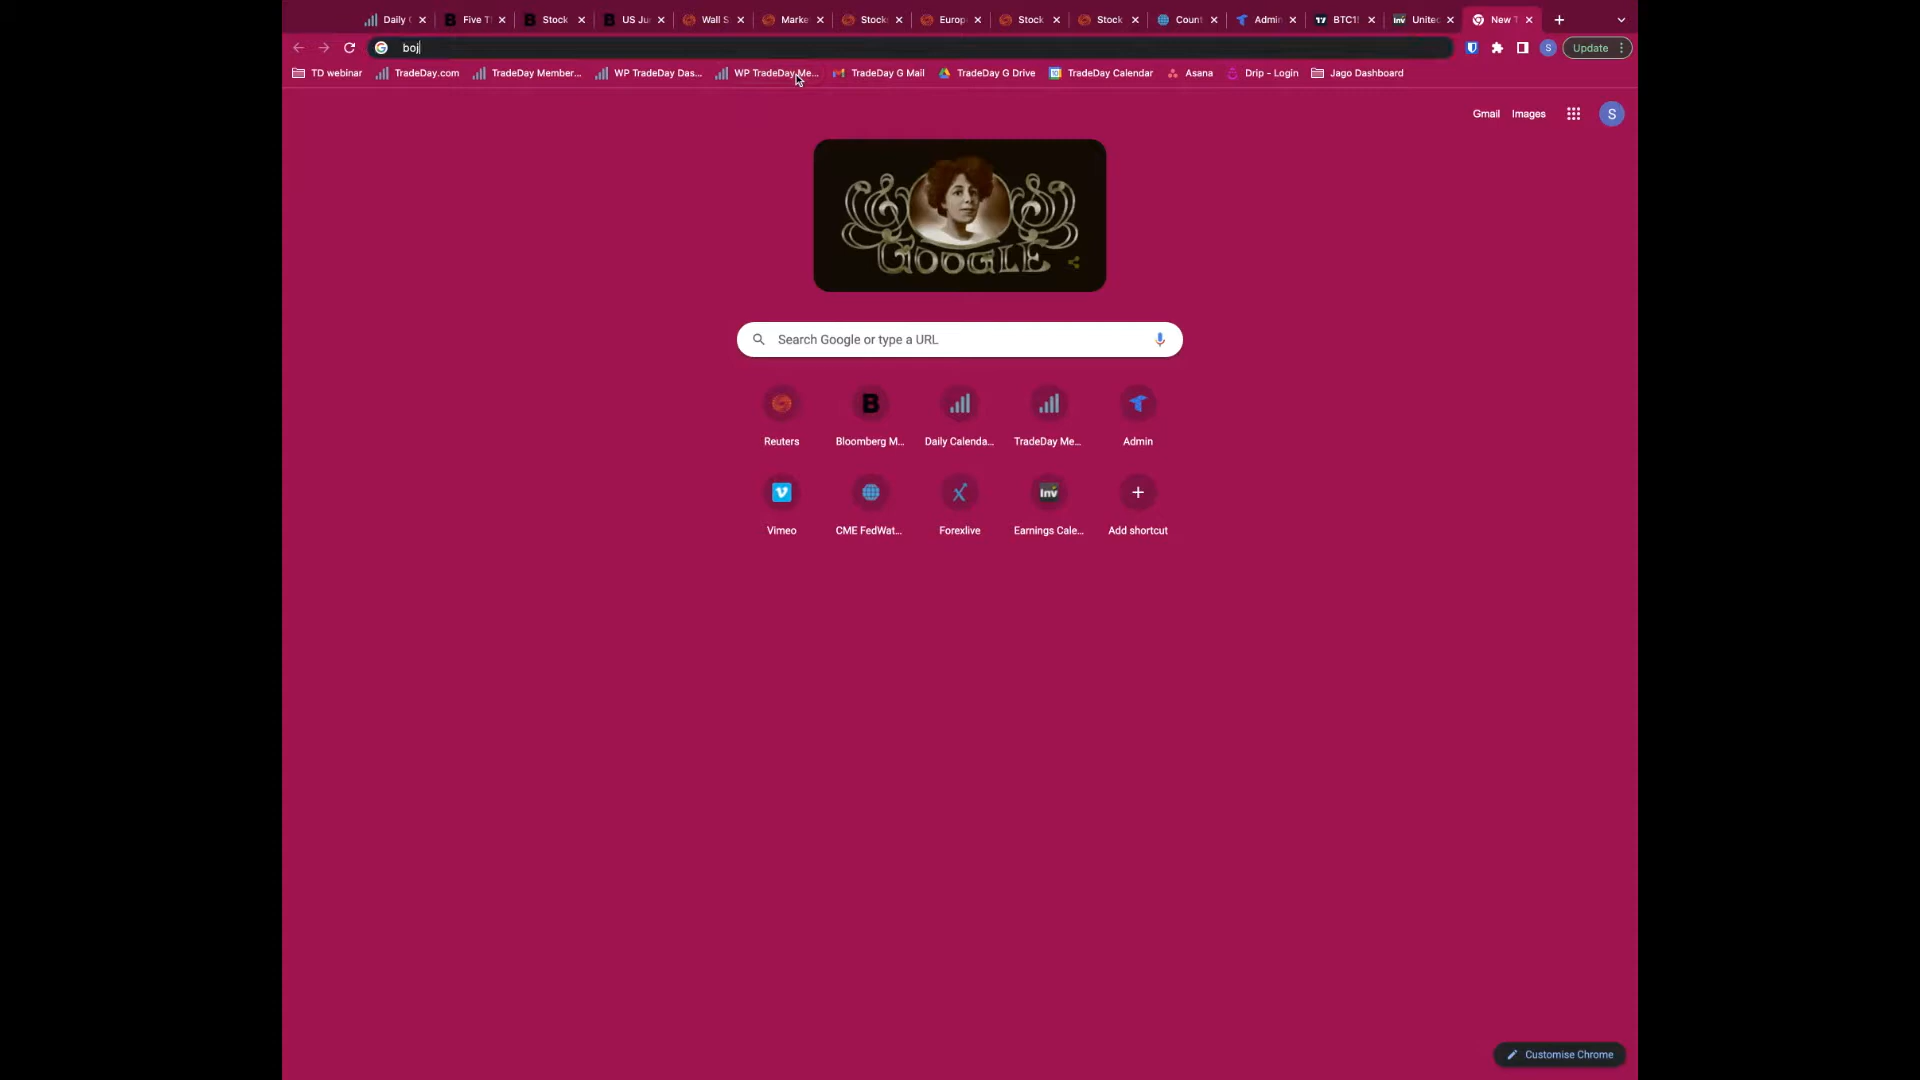 Daily
Five T
Stock
US Ju
Wall S
Marke
Stock
Europ
Stock
Stock
Count
Admin
BTC1!
United
New T
boj
Update
TD webinar
TradeDay.com
TradeDay Member...
WP TradeDay Das...
WP TradeDay Me...
TradeDay G Mail
TradeDay G Drive
TradeDay Calendar
Asana
Drip - Login
Jago Dashboard
Gmail
Images
S
GOOGLE
Search Google or type a URL
Reuters
Bloomberg M...
Daily Calenda...
TradeDay Me...
Admin
Vimeo
CME FedWat...
Forexlive
Earnings Cale...
Add shortcut
Customise Chrome